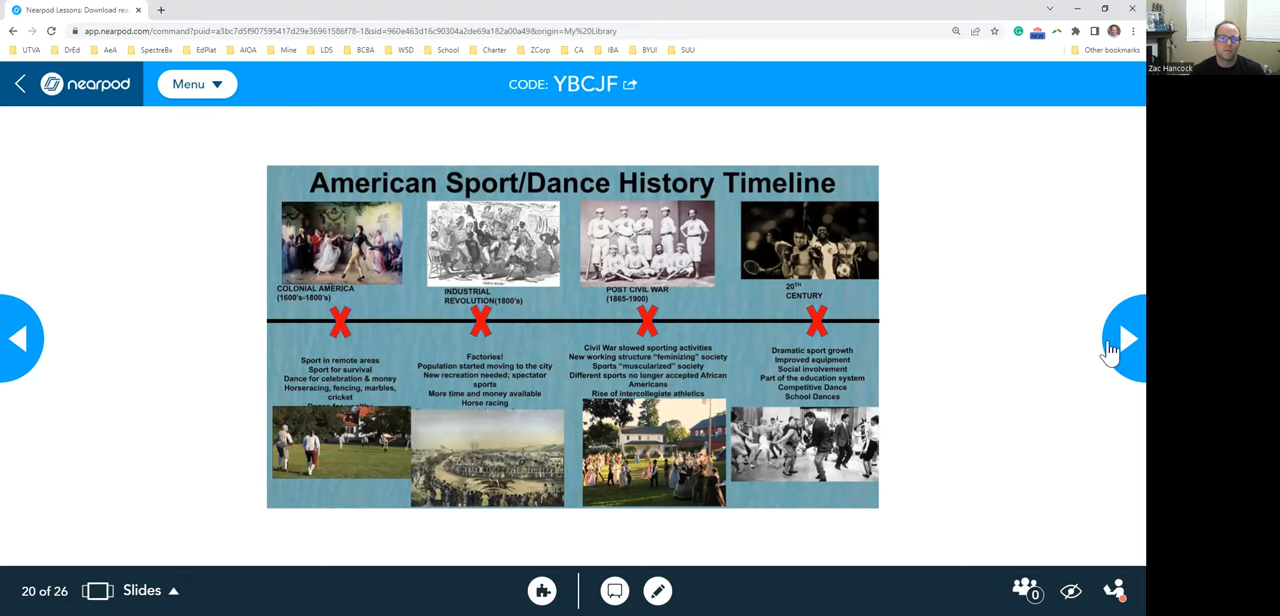 Nearpod Lessons: Download rea
app.nearpod.com/command?puid=a3bc7d5f907595417d29e36961586f78-1&sid=960e463d16c90304a2de69a182a00a49&origin=My%20Library
UTVA
DrEd
AeA
SpectreBx
EdPlat
AIOA
Mine
LDS
BCBA
WSD
School
Charter
ZCorp
CA
IBA
BYUI
SUU
Other bookmarks
NEW
Zac Hancock
nearpod
Menu
CODE: YBCJF
American Sport/Dance History Timeline
COLONIAL AMERICA
(1600's-1800's)
INDUSTRIAL
REVOLUTION(1800's)
POST CIVIL WAR
(1865-1900)
20TH
CENTURY
Sport in remote areas
Sport for survival
Dance for celebration & money
Horseracing, fencing, marbles,
cricket
Factories!
Population started moving to the city
New recreation needed; spectator
sports
More time and money available
Horse racing
Civil War slowed sporting activities
New working structure "feminizing" society
Sports "muscularized" society
Different sports no longer accepted African
Americans
Rise of intercollegiate athletics
Dramatic sport growth
Improved equipment
Social involvement
Part of the education system
Competitive Dance
School Dances
20 of 26
Slides
0